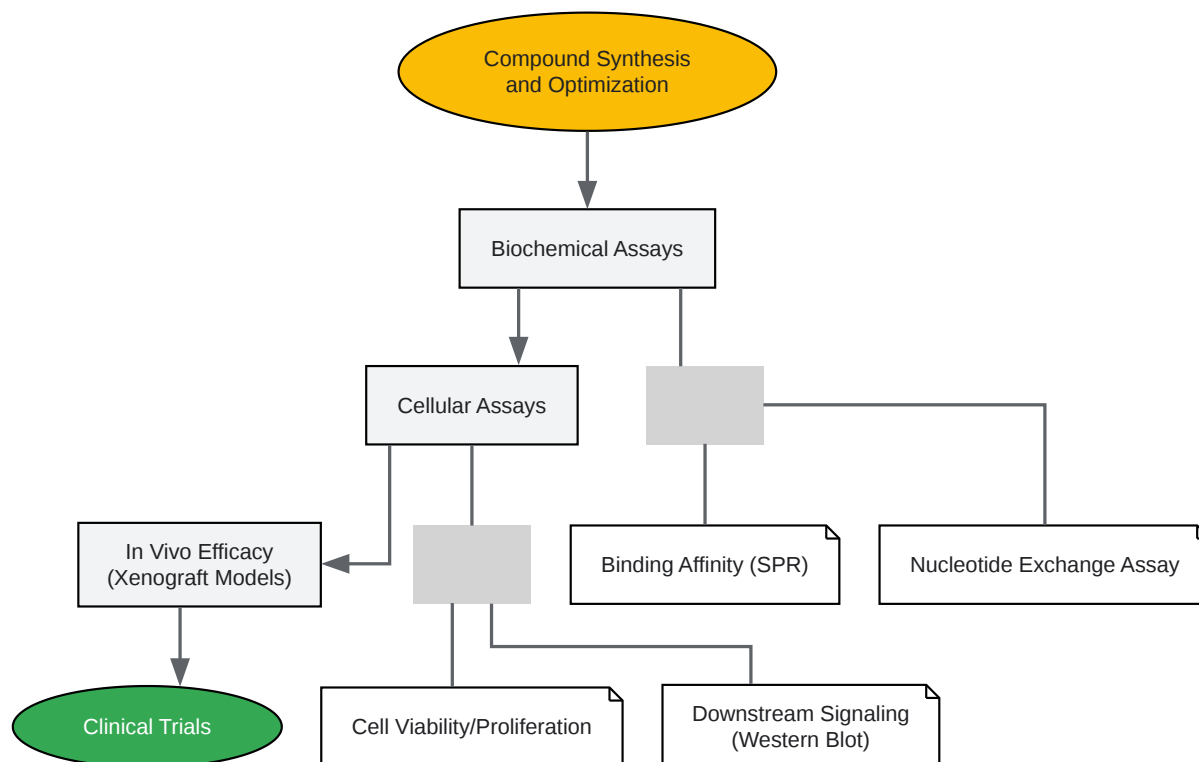 Compound Synthesis
and Optimization
Biochemical Assays
Cellular Assays
In Vivo Efficacy
(Xenograft Models)
Binding Affinity (SPR)
Nucleotide Exchange Assay
Clinical Trials
Cell Viability/Proliferation
Downstream Signaling
(Western Blot)